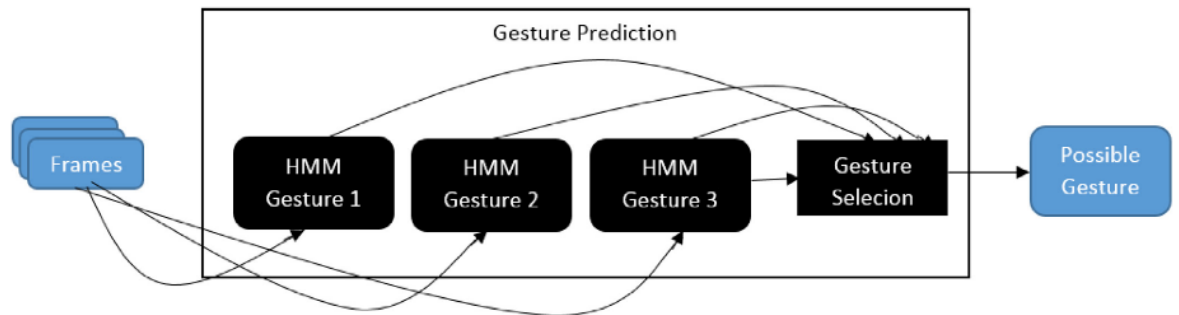 Gesture Prediction
Frames
HMM
Gesture 1
HMM
Gesture 2
HMM
Gesture 3
Gesture
Selecion
Possible
Gesture